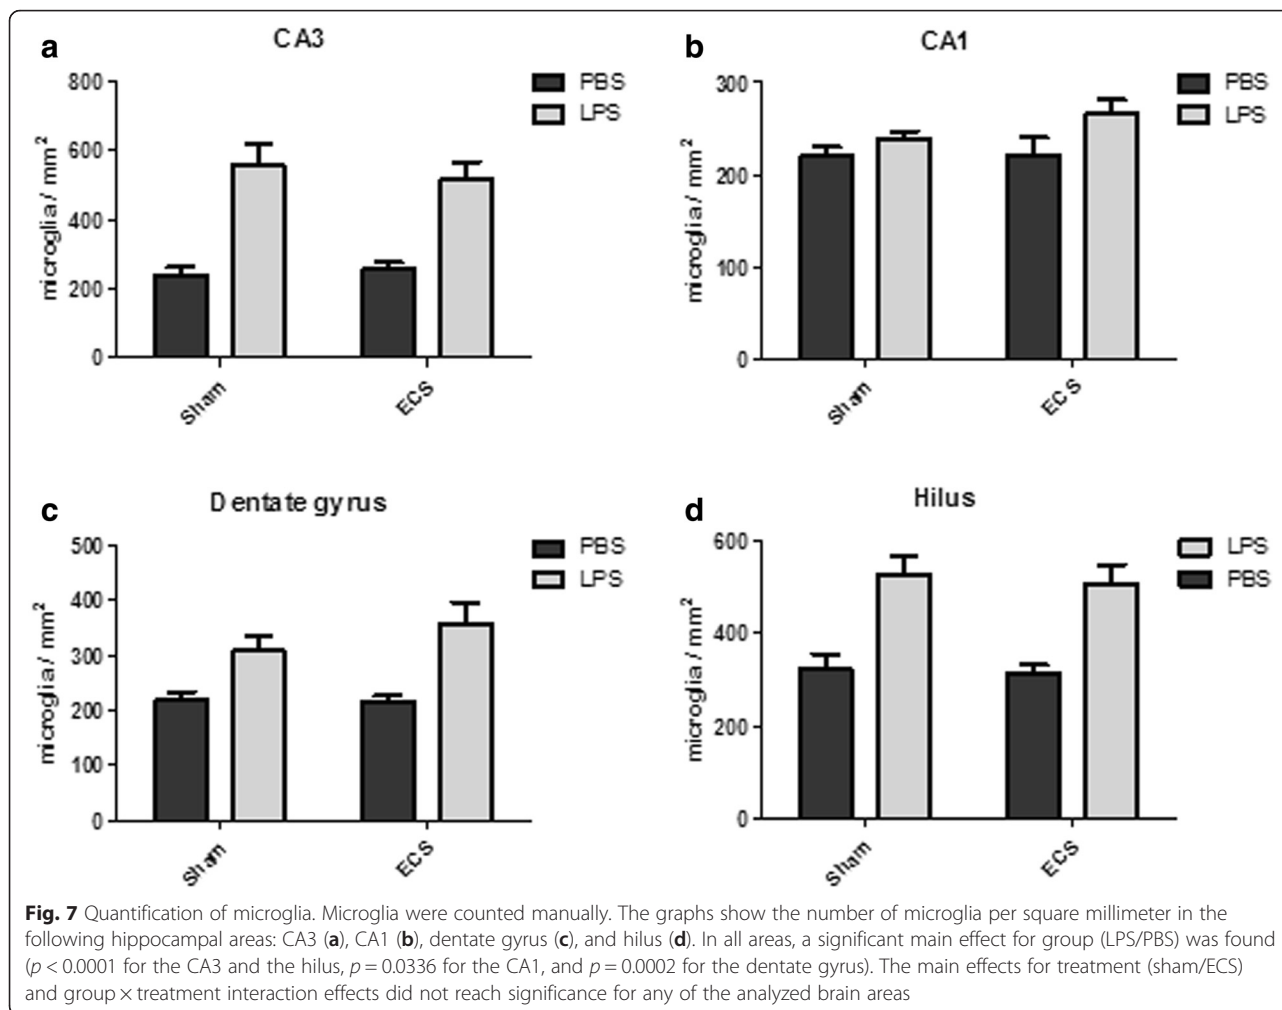 a
CA3
800
600
400
200
0
microglia / mm²
PBS
LPS
Sham
ECS
b
CA1
300
200
100
0
microglia / mm²
PBS
LPS
Sham
ECS
c
Dentate gyrus
500
400
300
200
100
0
microglia / mm²
PBS
LPS
Sham
ECS
d
Hilus
600
400
200
0
microglia / mm²
LPS
PBS
Sham
ECS
Fig. 7 Quantification of microglia. Microglia were counted manually. The graphs show the number of microglia per square millimeter in the
following hippocampal areas: CA3 (a), CA1 (b), dentate gyrus (c), and hilus (d). In all areas, a significant main effect for group (LPS/PBS) was found
(p < 0.0001 for the CA3 and the hilus, p = 0.0336 for the CA1, and p = 0.0002 for the dentate gyrus). The main effects for treatment (sham/ECS)
and group × treatment interaction effects did not reach significance for any of the analyzed brain areas